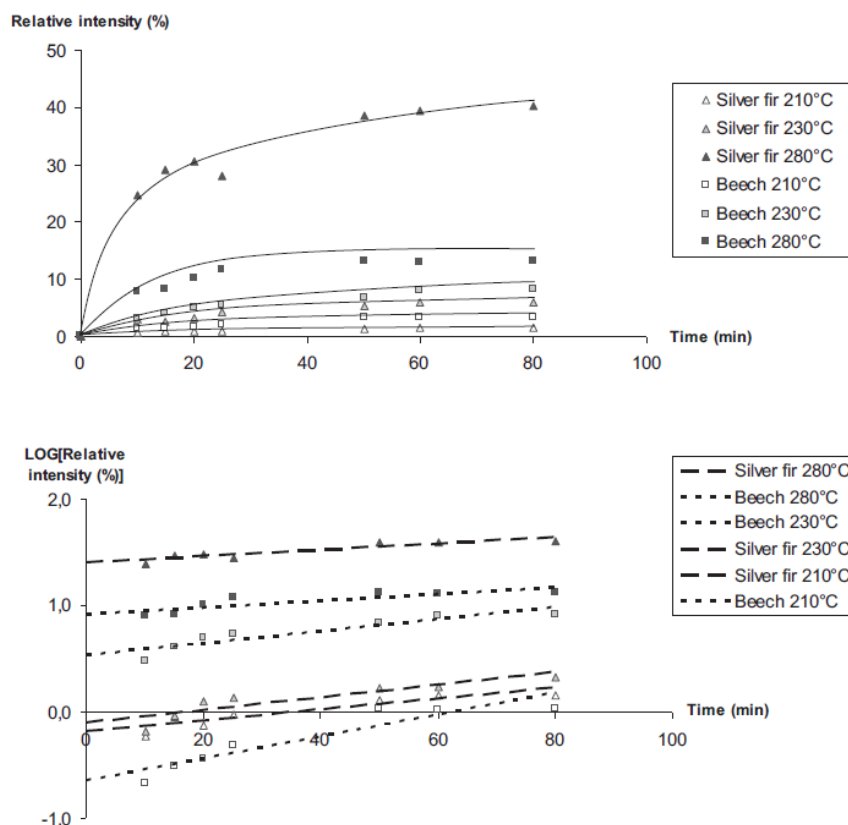 Relative intensity (%)
50
40
30
20
10
0
0
20
40
60
80
100
Time (min)
Silver fir 210°C
Silver fir 230°C
Silver fir 280°C
Beech 210°C
Beech 230°C
Beech 280°C
LOG[Relative
intensity (%)]
2,0
1,0
0,0
-1,0
0
20
40
60
80
100
Time (min)
Silver fir 280°C
Beech 280°C
Beech 230°C
Silver fir 230°C
Silver fir 210°C
Beech 210°C